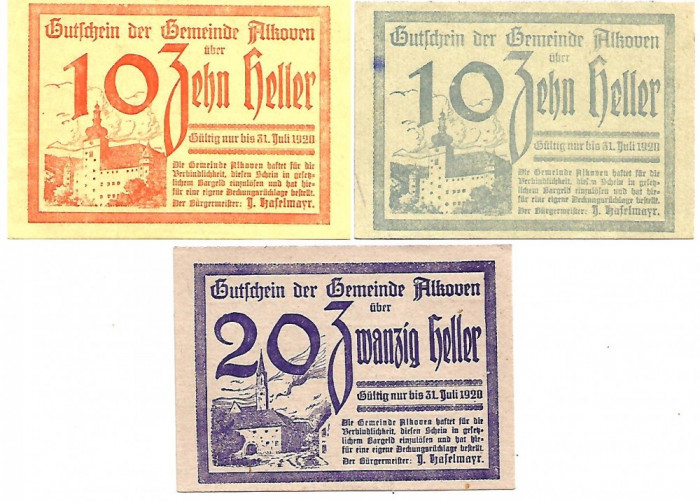 Gutschein der Gemeinde Alkoven
über
10 Zehn Heller
Gültig nur bis 31. Juli 1920
Die Gemeinde Alkoven haftet für die
Verbindlichkeit, diesen Schein in gesetz-
lichem Bargeld einzulösen und hat hie-
für eine eigene Deckungsrücklage bestellt.
Der Bürgermeister: J. Haselmayr.
Gutschein der Gemeinde Alkoven
über
10 Zehn Heller
Gültig nur bis 31. Juli 1920
Die Gemeinde Alkoven haftet für die
Verbindlichkeit, diesen Schein in gesetz-
lichem Bargeld einzulösen und hat hie-
für eine eigene Deckungsrücklage bestellt.
Der Bürgermeister: J. Haselmayr.
Gutschein der Gemeinde Alkoven
über
20 Zwanzig Heller
Gültig nur bis 31. Juli 1920
Die Gemeinde Alkoven haftet für die
Verbindlichkeit, diesen Schein in gesetz-
lichem Bargeld einzulösen und hat hie-
für eine eigene Deckungsrücklage bestellt.
Der Bürgermeister: J. Haselmayr.